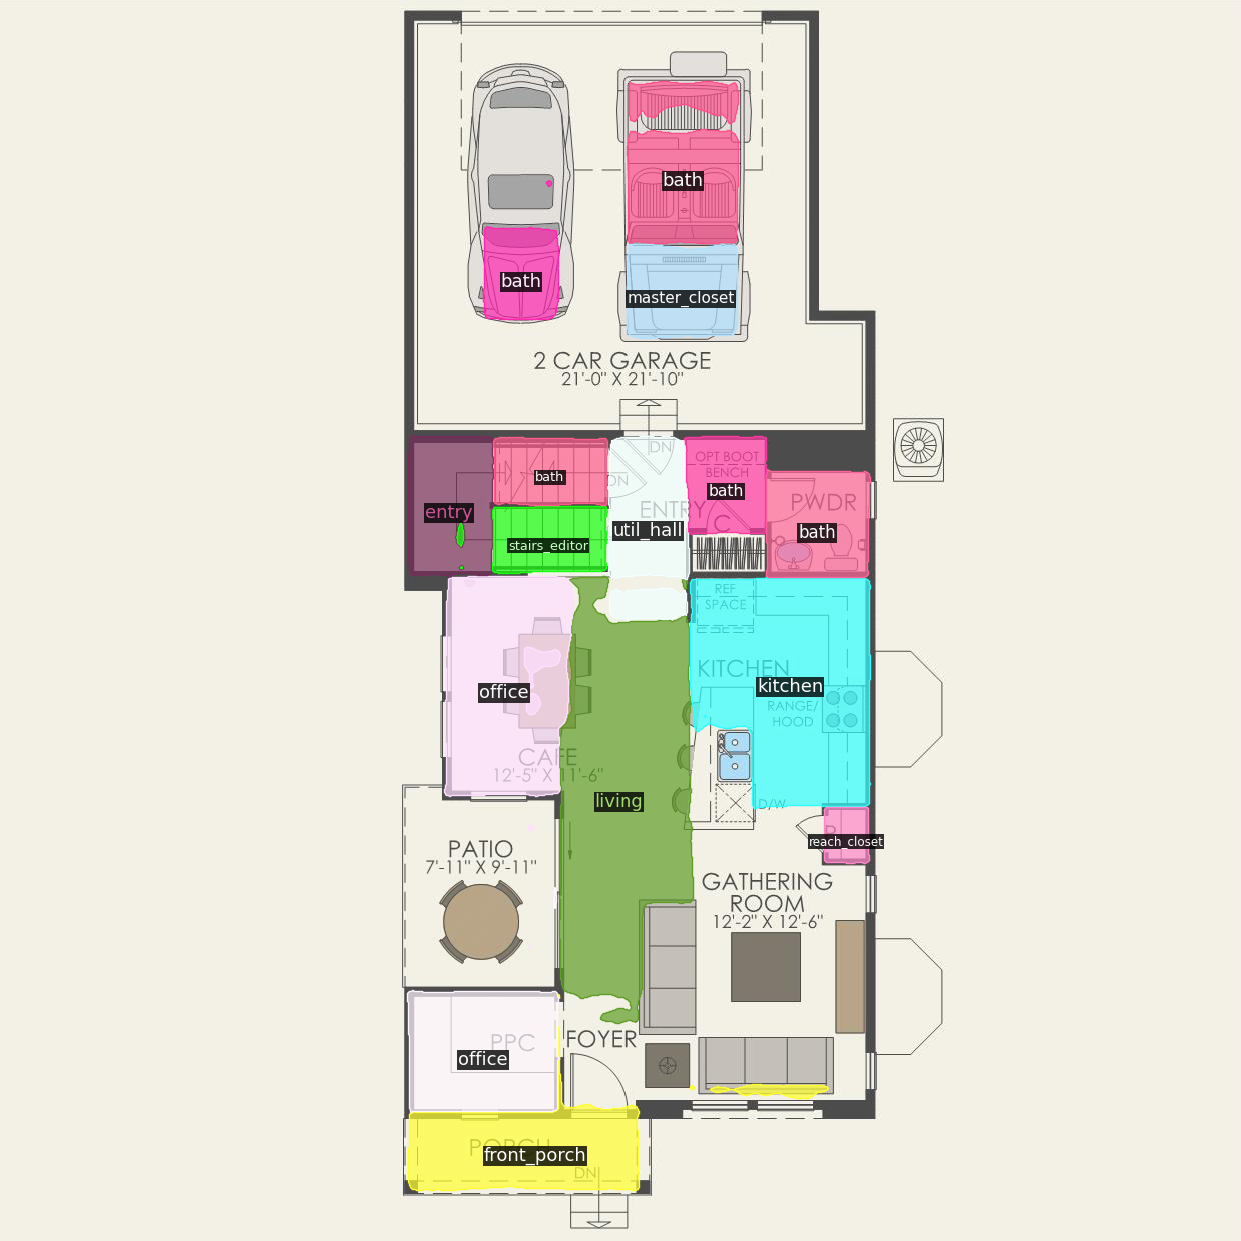 bath
bath
master_closet
2 CAR GARAGE
21'-0" X 21'-10"
DN
OPT BOOT
BENCH
bath
DN
bath
ENTRY
PWDR
entry
C
util_hall
bath
stairs_editor
REF
SPACE
KITCHEN
kitchen
office
RANGE/
HOOD
CAFE
12'-5" X 11'-6"
living
D/W
reach_closet
PATIO
7'-11" X 9'-11"
GATHERING
ROOM
12'-2" X 12'-6"
FOYER
PPC
office
PORCH
front_porch
DN